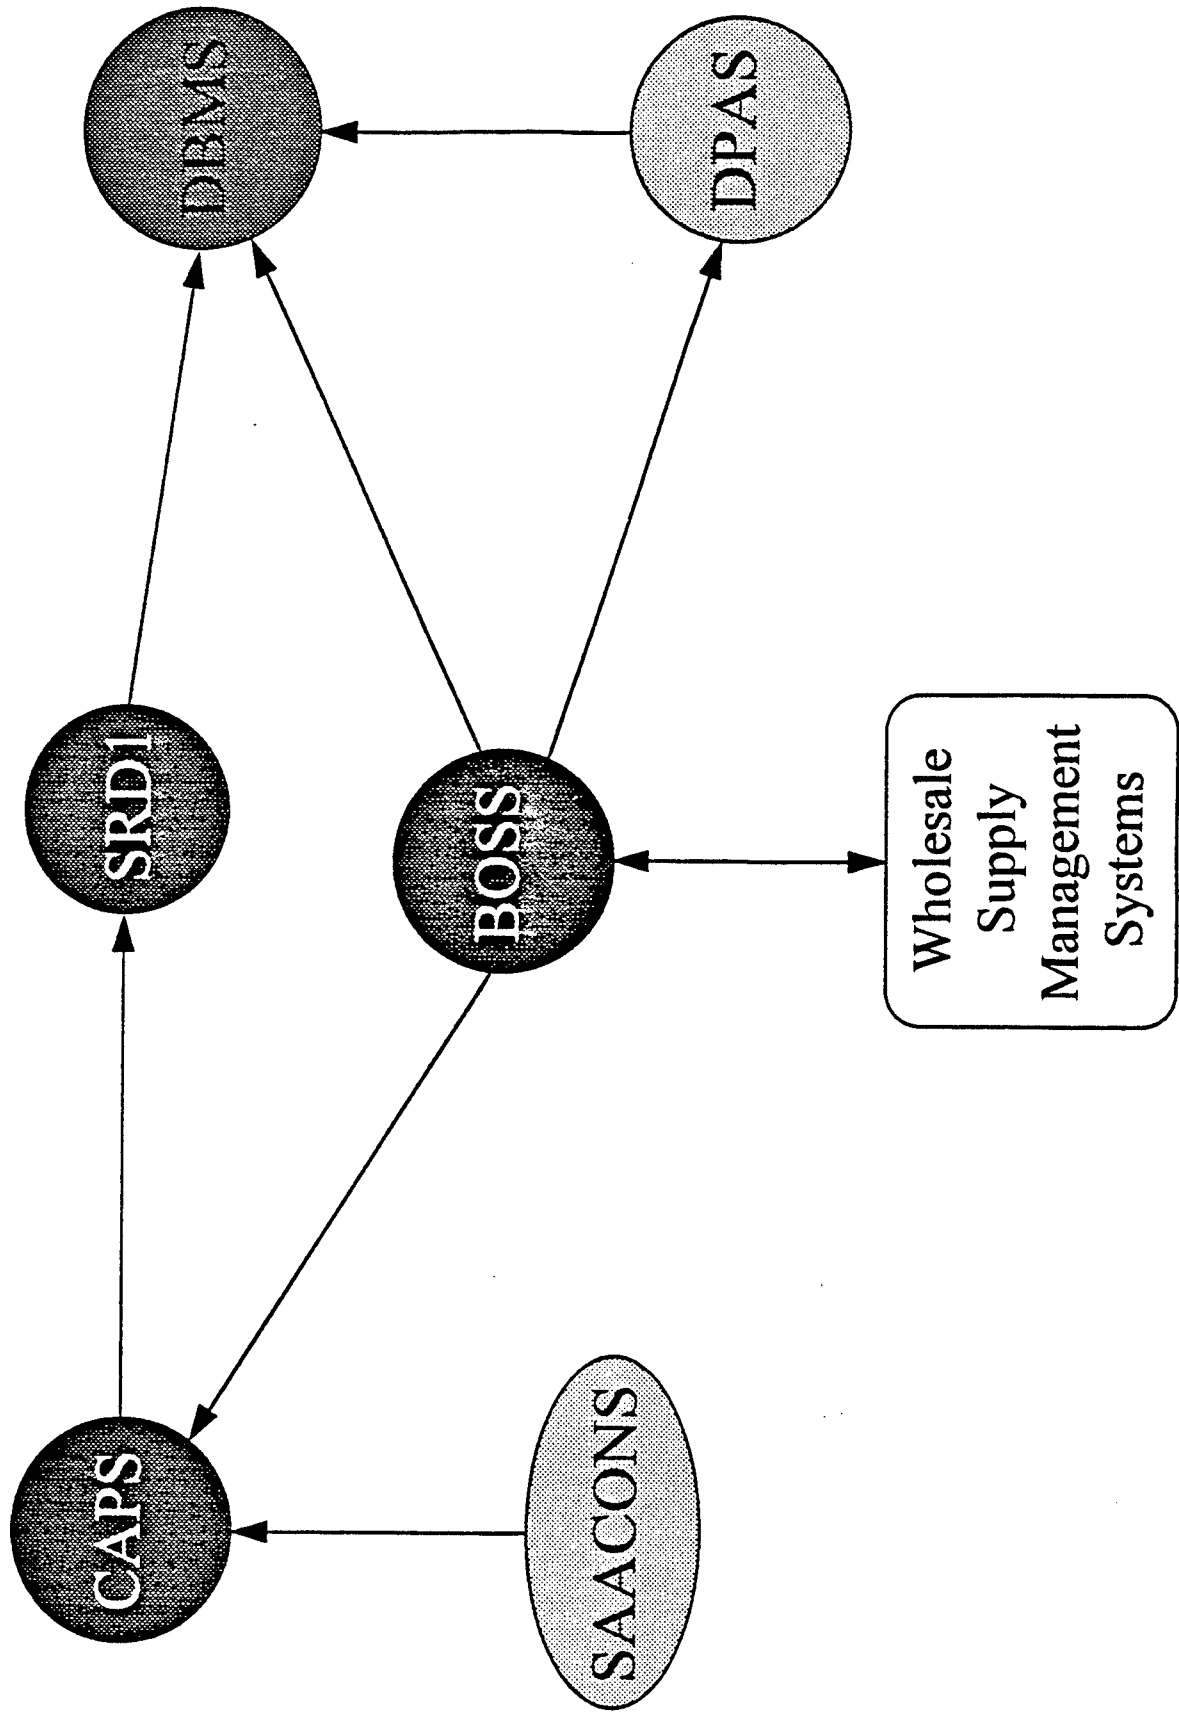 CAPS
SRD1
DBMS
BOSS
SAACONS
DPAS
Wholesale
Supply
Management
Systems